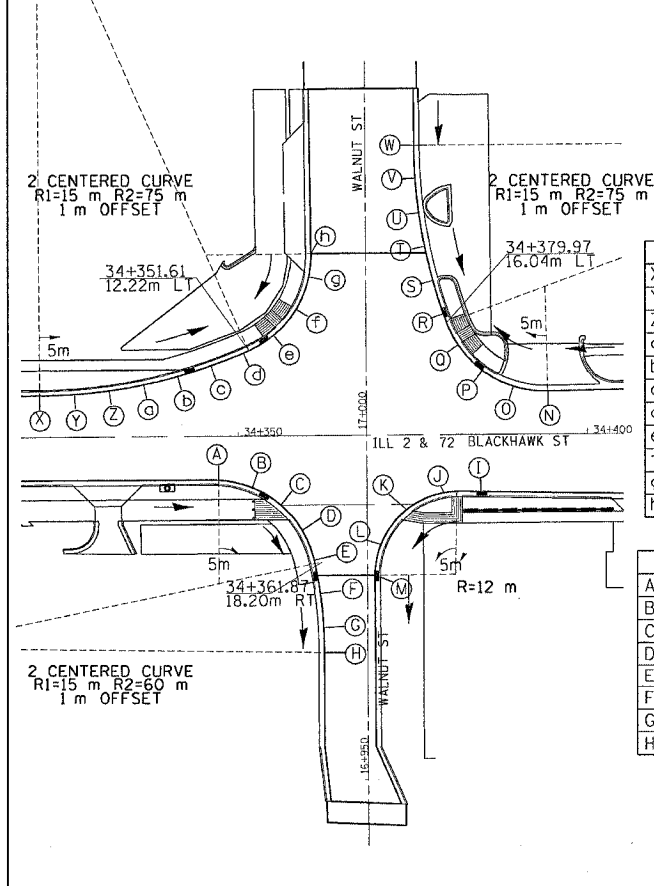 WALNUT ST
W
V
2 CENTERED CURVE
R1=15 m R2=75 m
1 m OFFSET
2 CENTERED CURVE
R1=15 m R2=75 m
1 m OFFSET
U
T
h
34+351.61
12.22m LT
34+379.97
16.04m LT
g
S
f
R
5m
5m
e
Q
d
P
c
b
a
X
Y
Z
O
N
34+350
17+000
34+400
ILL 2 & 72 BLACKHAWK ST
A
B
C
D
E
J
I
K
L
5m
5m
34+361.87
18.20m RT
F
M
R=12 m
G
H
WALNUT ST
2 CENTERED CURVE
R1=15 m R2=60 m
1 m OFFSET
16+950
A
B
C
D
E
F
G
H